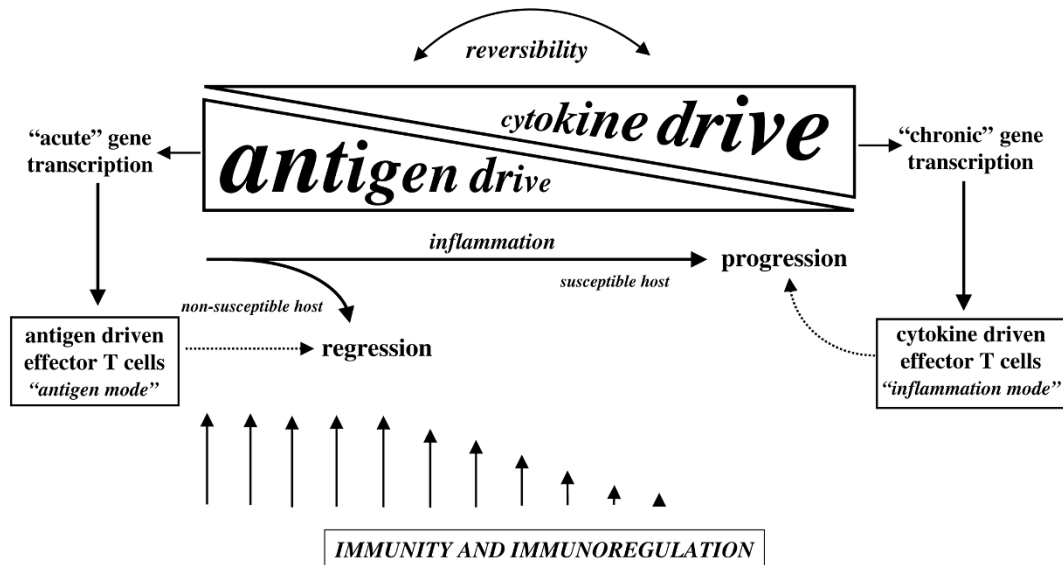 reversibility
cytokine drive
antigen drive
“acute” gene
transcription
“chronic” gene
transcription
inflammation
progression
susceptible host
non-susceptible host
regression
antigen driven
effector T cells
“antigen mode”
cytokine driven
effector T cells
“inflammation mode”
IMMUNITY AND IMMUNOREGULATION